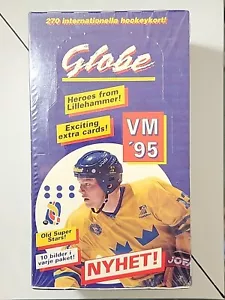 270 internationella hockeykort!
Globe
Heroes from
Lillehammer!
Exciting
extra cards!
VM
'95
Old Super
Stars!
10 bilder i
varje paket!
NYHET!
JOFA